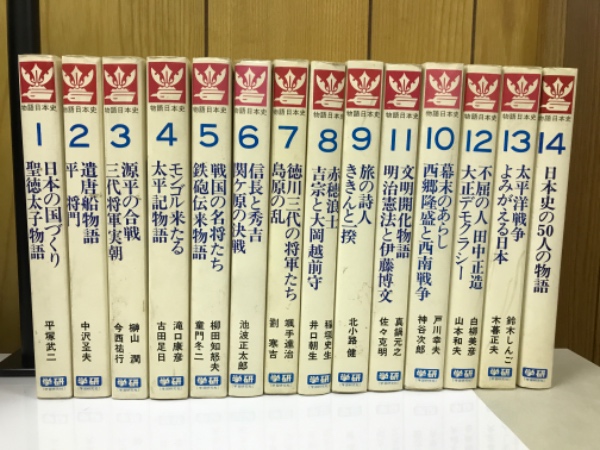 物語日本史
1
日本の国づくり
聖徳太子物語
平塚武二
学研
物語日本史
2
遣唐船物語
平 将門
中沢巠夫
学研
物語日本史
3
源平の合戦
三代将軍実朝
榊山 潤
今西祐行
学研
物語日本史
4
モンゴル来たる
太平記物語
滝口康彦
古田足日
学研
物語日本史
5
戦国の名将たち
鉄砲伝来物語
柳田知怒夫
童門冬二
学研
物語日本史
6
信長と秀吉
関ケ原の決戦
池波正太郎
学研
物語日本史
7
徳川三代の将軍たち
島原の乱
颯手達治
劉 寒吉
学研
物語日本史
8
赤穂浪士
吉宗と大岡越前守
稲垣史生
井口朝生
学研
物語日本史
9
旅の詩人
ききんと一揆
北小路 健
学研
物語日本史
11
文明開化物語
明治憲法と伊藤博文
真鍋元之
佐々克明
学研
物語日本史
10
幕末のあらし
西郷隆盛と西南戦争
戸川幸夫
神谷次郎
学研
物語日本史
12
不屈の人 田中正造
大正デモクラシー
白柳美彦
山本和夫
学研
物語日本史
13
太平洋戦争
よみがえる日本
鈴木しんご
木暮正夫
学研
物語日本史
14
日本史の50人の物語
学研